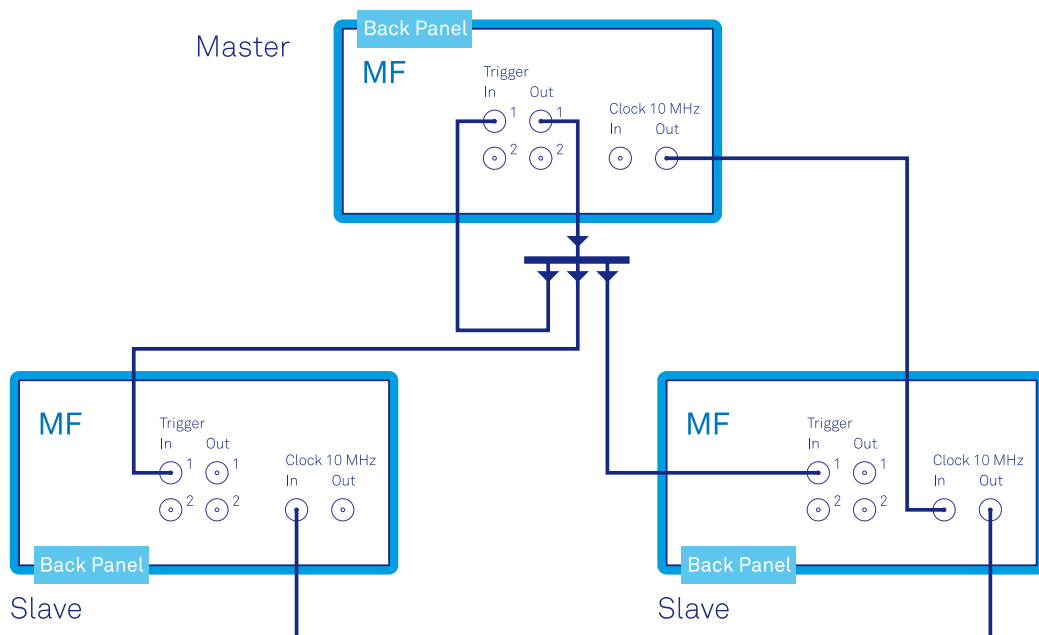 Back Panel
Master
MF
Trigger
In Out
1 1
2 2
Clock 10 MHz
In Out
MF
Trigger
In Out
1 1
2 2
Clock 10 MHz
In Out
Back Panel
Slave
MF
Trigger
In Out
1 1
2 2
Clock 10 MHz
In Out
Back Panel
Slave